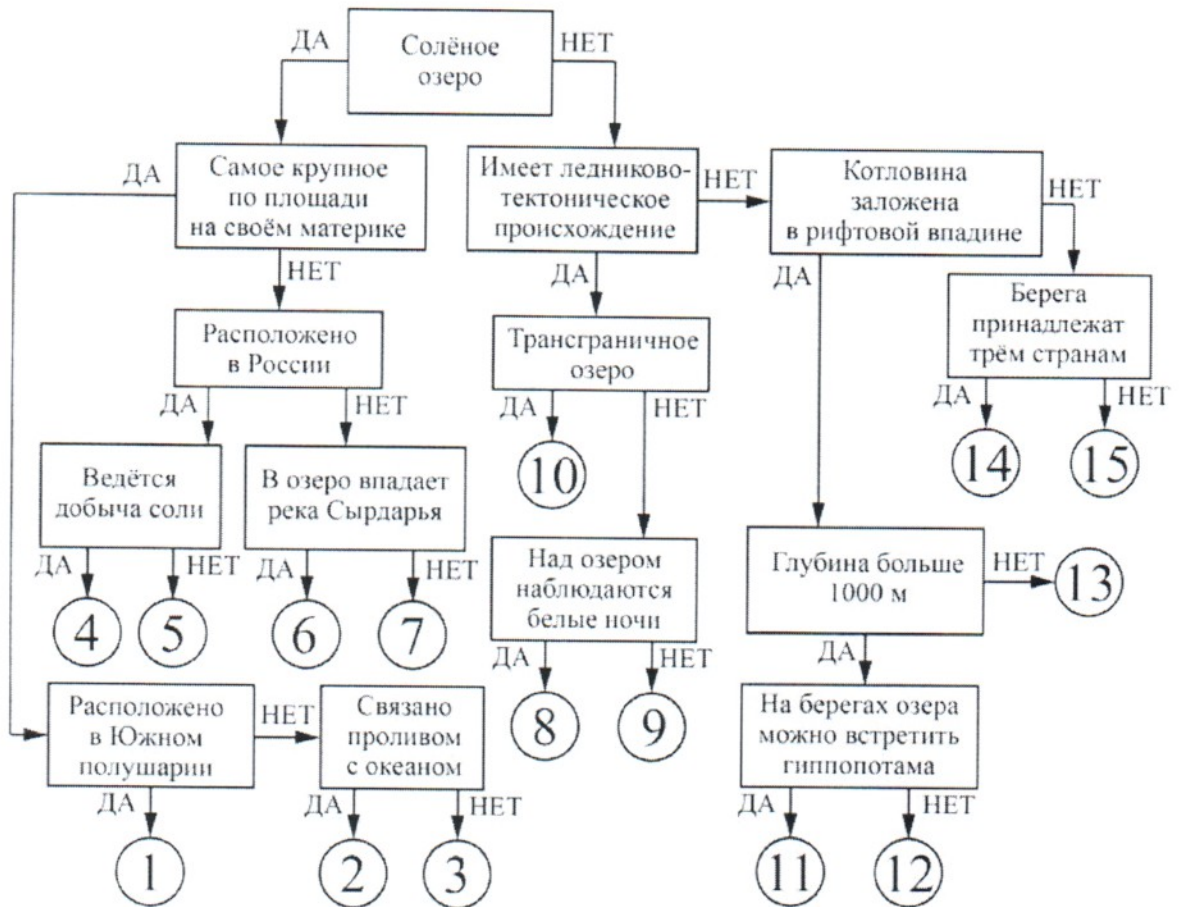 Солёное
озеро
ДА
НЕТ
Самое крупное
по площади
на своём материке
ДА
НЕТ
Имеет ледниково-
тектоническое
происхождение
НЕТ
ДА
Котловина
заложена
в рифтовой впадине
НЕТ
ДА
Расположено
в России
ДА
НЕТ
Трансграничное
озеро
ДА
НЕТ
Берега
принадлежат
трём странам
ДА
НЕТ
Ведётся
добыча соли
ДА
НЕТ
В озеро впадает
река Сырдарья
ДА
НЕТ
10
14
15
4
5
6
7
Над озером
наблюдаются
белые ночи
ДА
НЕТ
Глубина больше
1000 м
НЕТ
13
ДА
8
9
Расположено
в Южном
полушарии
НЕТ
ДА
Связано
проливом
с океаном
ДА
НЕТ
На берегах озера
можно встретить
гиппопотама
ДА
НЕТ
1
2
3
11
12